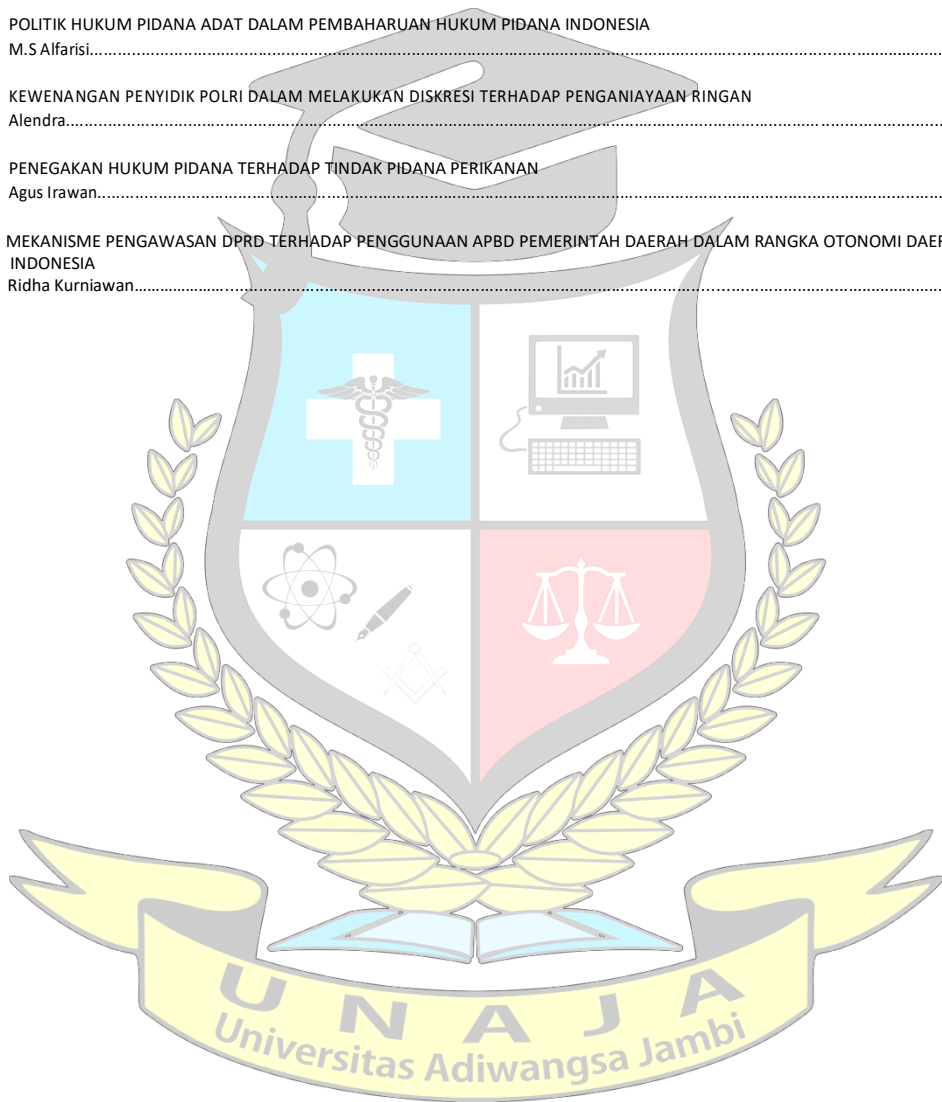 POLITIK HUKUM PIDANA ADAT DALAM PEMBAHARUAN HUKUM PIDANA INDONESIA
M.S Alfarisi.....................................................................................................................
KEWENANGAN PENYIDIK POLRI DALAM MELAKUKAN DISKRESI TERHADAP PENGANIAYAAN RINGAN
Alendra.....................................................................................................................
PENEGAKAN HUKUM PIDANA TERHADAP TINDAK PIDANA PERIKANAN
Agus Irawan.....................................................................................................................
MEKANISME PENGAWASAN DPRD TERHADAP PENGGUNAAN APBD PEMERINTAH DAERAH DALAM RANGKA OTONOMI DAER
INDONESIA
Ridha Kurniawan.....................................................................................................................
UNAJA
Universitas Adiwangsa Jambi